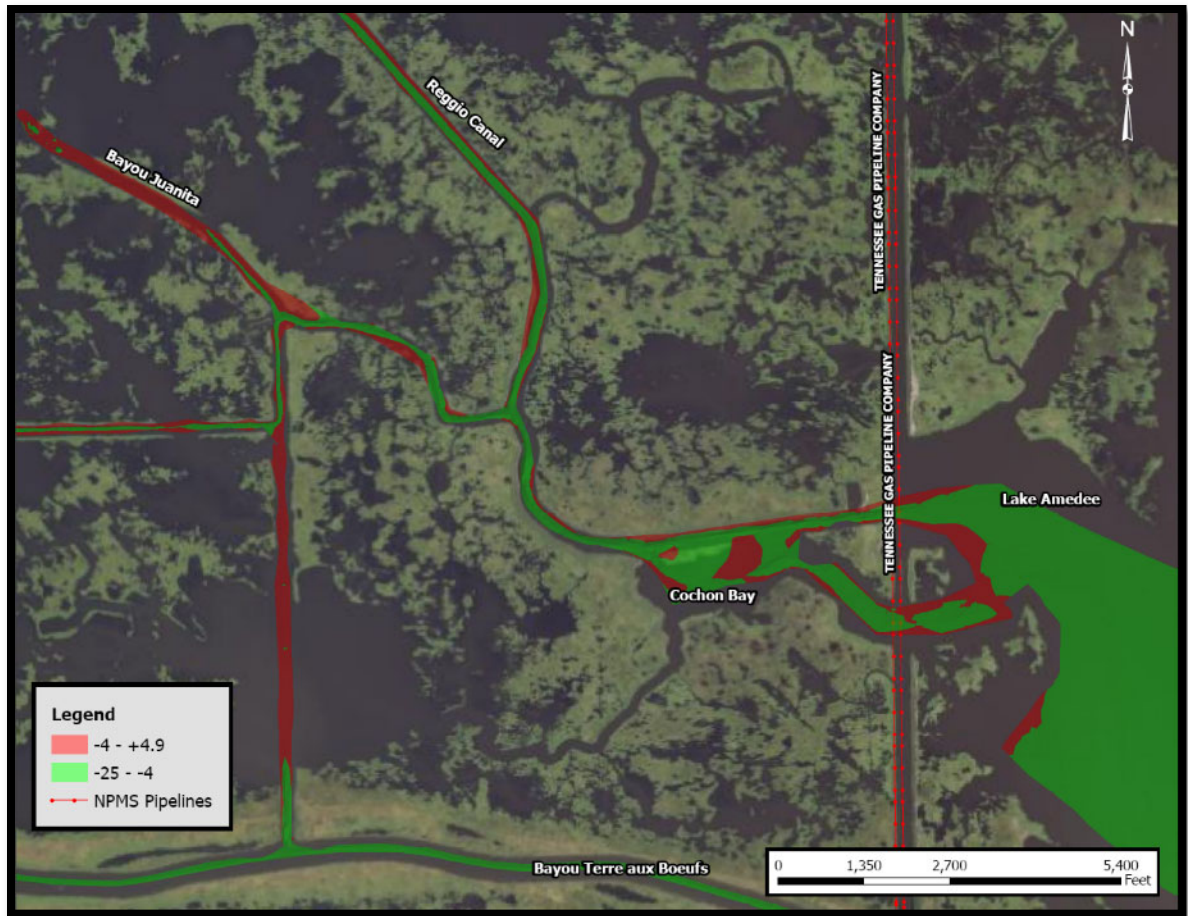 N
Reggio Canal
TENNESSEE GAS PIPELINE COMPANY
Bayou Juanita
TENNESSEE GAS PIPELINE COMPANY
Lake Amedee
Cochon Bay
Legend
-4 - +4.9
-25 - -4
NPMS Pipelines
Bayou Terre aux Boeufs
0 1,350 2,700 5,400
Feet